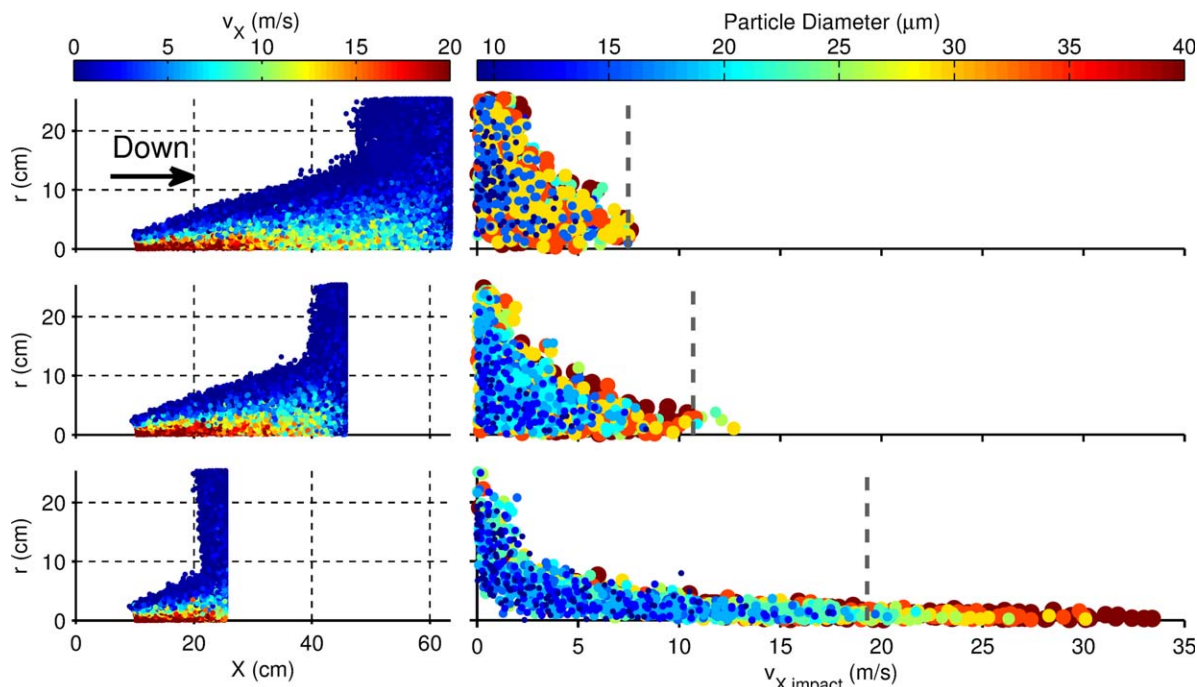 v_X (m/s)
0 5 10 15 20
Particle Diameter (μm)
10 15 20 25 30 35 40
r (cm)
20
10
0
Down
r (cm)
20
10
0
r (cm)
20
10
0
0 20 40 60
X (cm)
0 5 10 15 20 25 30 35
v_X impact (m/s)